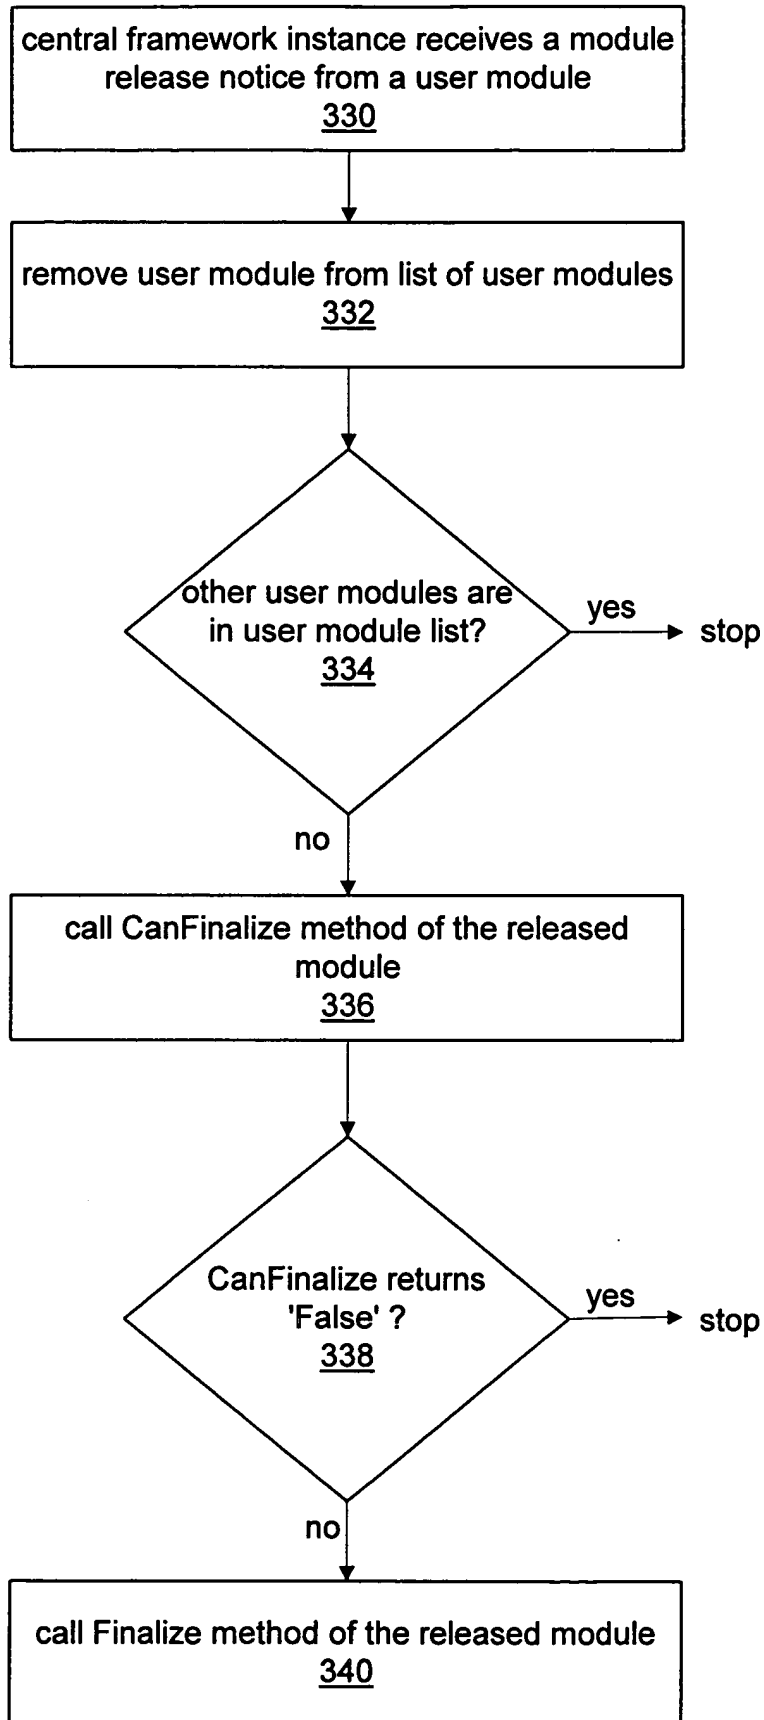 central framework instance receives a module
release notice from a user module
330
remove user module from list of user modules
332
other user modules are
in user module list?
334
yes
stop
no
call CanFinalize method of the released
module
336
CanFinalize returns
'False' ?
338
yes
stop
no
call Finalize method of the released module
340